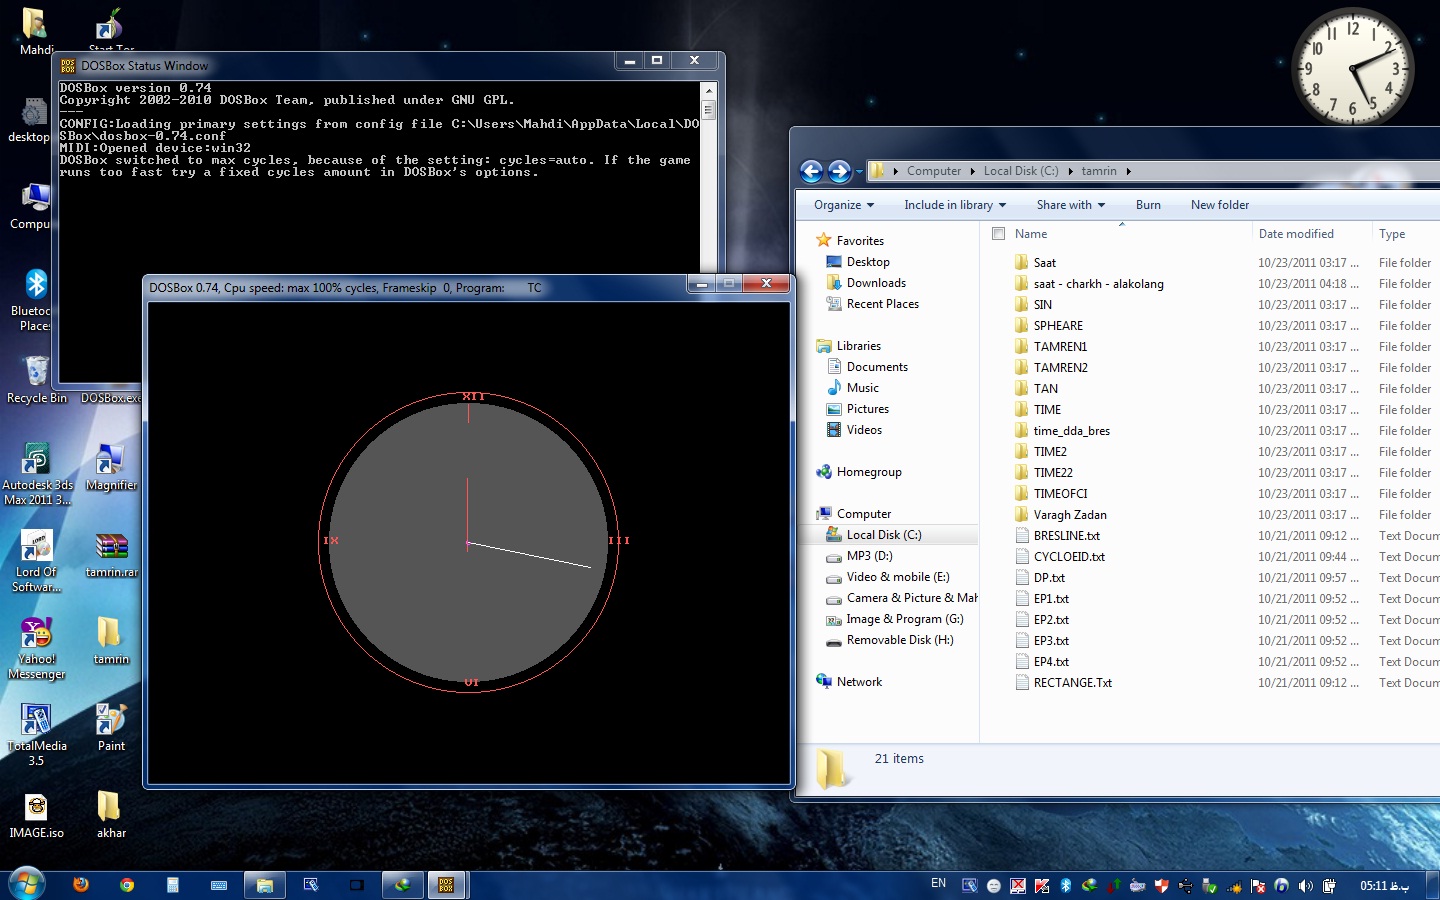 Mahdi
Start Tor
desktop
Compu
Bluetoo
Places
Recycle Bin
DOSBox.exe
Autodesk 3ds
Max 2011 3...
Magnifier
Lord Of
Softwar...
tamrin.rar
Yahoo!
Messenger
tamrin
TotalMedia
3.5
Paint
IMAGE.iso
akhar
DOSBox Status Window
DOSBox version 0.74
Copyright 2002-2010 DOSBox Team, published under GNU GPL.
---
CONFIG:Loading primary settings from config file C:\Users\Mahdi\AppData\Local\DO
SBox\dosbox-0.74.conf
MIDI:Opened device:win32
DOSBox switched to max cycles, because of the setting: cycles=auto. If the game
runs too fast try a fixed cycles amount in DOSBox's options.
DOSBox 0.74, Cpu speed: max 100% cycles, Frameskip 0, Program: TC
XII
IX
III
VI
12
1
2
3
4
5
6
7
8
9
10
11
Computer
Local Disk (C:)
tamrin
Organize
Include in library
Share with
Burn
New folder
Favorites
Desktop
Downloads
Recent Places
Libraries
Documents
Music
Pictures
Videos
Homegroup
Computer
Local Disk (C:)
MP3 (D:)
Video & mobile (E:)
Camera & Picture & Mah
Image & Program (G:)
Removable Disk (H:)
Network
Name Date modified Type
Saat 10/23/2011 03:17 ... File folder
saat - charkh - alakolang 10/23/2011 04:18 ... File folder
SIN 10/23/2011 03:17 ... File folder
SPHEARE 10/23/2011 03:17 ... File folder
TAMREN1 10/23/2011 03:17 ... File folder
TAMREN2 10/23/2011 03:17 ... File folder
TAN 10/23/2011 03:17 ... File folder
TIME 10/23/2011 03:17 ... File folder
time_dda_bres 10/23/2011 03:17 ... File folder
TIME2 10/23/2011 03:17 ... File folder
TIME22 10/23/2011 03:17 ... File folder
TIMEOFCI 10/23/2011 03:17 ... File folder
Varagh Zadan 10/23/2011 03:17 ... File folder
BRESLINE.txt 10/21/2011 09:12 ... Text Docum
CYCLOEID.txt 10/21/2011 09:44 ... Text Docum
DP.txt 10/21/2011 09:57 ... Text Docum
EP1.txt 10/21/2011 09:52 ... Text Docum
EP2.txt 10/21/2011 09:52 ... Text Docum
EP3.txt 10/21/2011 09:52 ... Text Docum
EP4.txt 10/21/2011 09:52 ... Text Docum
RECTANGE.Txt 10/21/2011 09:12 ... Text Docum
21 items
DOS
BOX
EN
05:11 ب.ظ